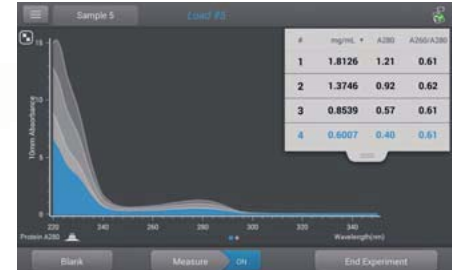 Sample 5 Load #5
# mg/mL A280 A260/A280
1 1.8126 1.21 0.61
2 1.3746 0.92 0.62
3 0.8539 0.57 0.61
4 0.6007 0.40 0.61
15
10
5
10mm Absorbance
220 240 260 280 300 320 340
Protein A280 Wavelength(nm)
Blank Measure ON End Experiment